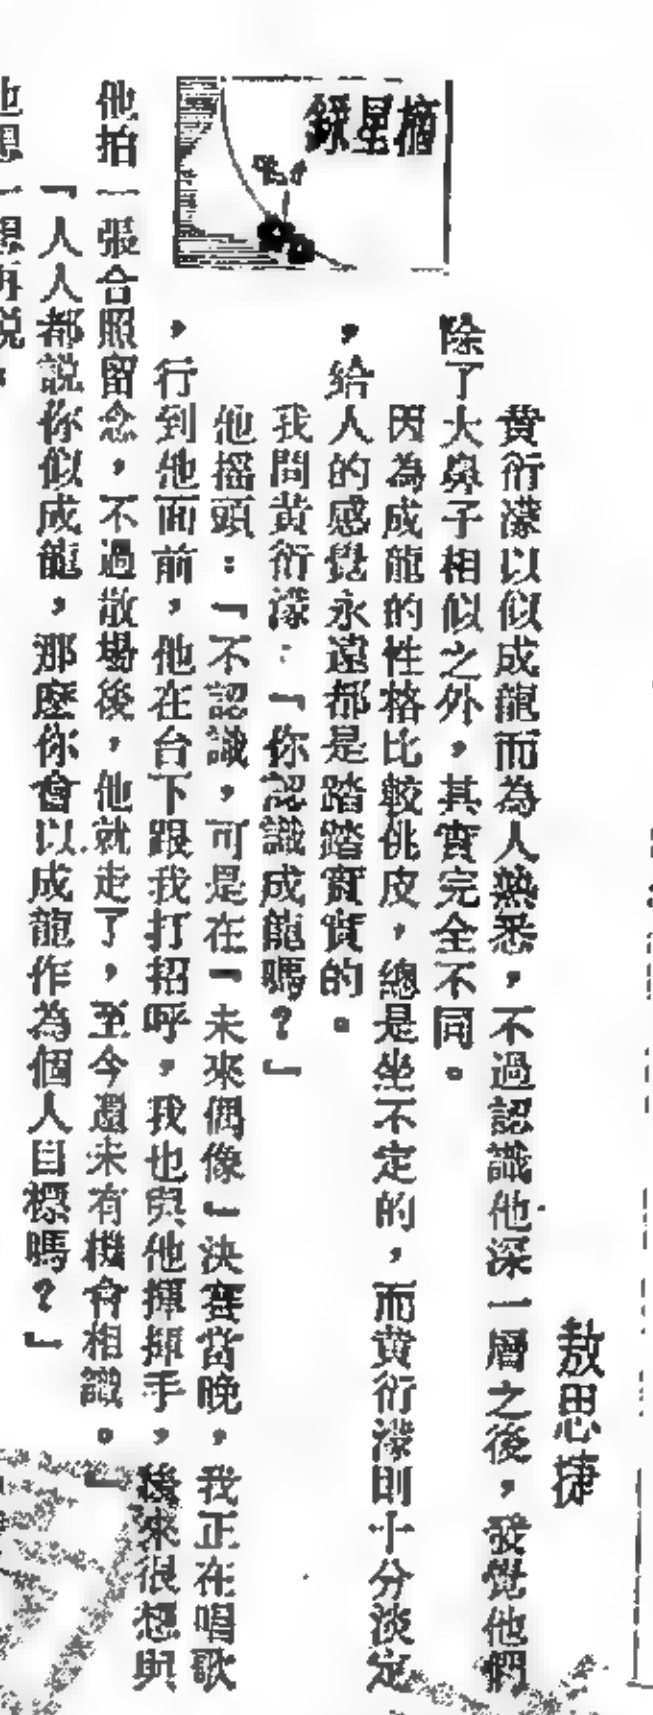 摘星錄
敖思捷
黃衍濛以似成龍而為人熟悉，不過認識他深一層之後，發覺他們
除了大鼻子相似之外，其實完全不同。
因為成龍的性格比較佻皮，總是坐不定的，而黃衍濛則十分淡定
，給人的感覺永遠都是踏踏實實的。
我問黃衍濛：「你認識成龍嗎？」
他搖頭：「不認識，可是在「未來偶像」決賽當晚，我正在唱歌
，行到他面前，他在台下跟我打招呼，我也與他揮揮手，後來很想與
他拍一張合照留念，不過散場後，他就走了，至今還未有機會相識。」
「人人都說你似成龍，那麼你會以成龍作為個人目標嗎？」
他想一想再說。